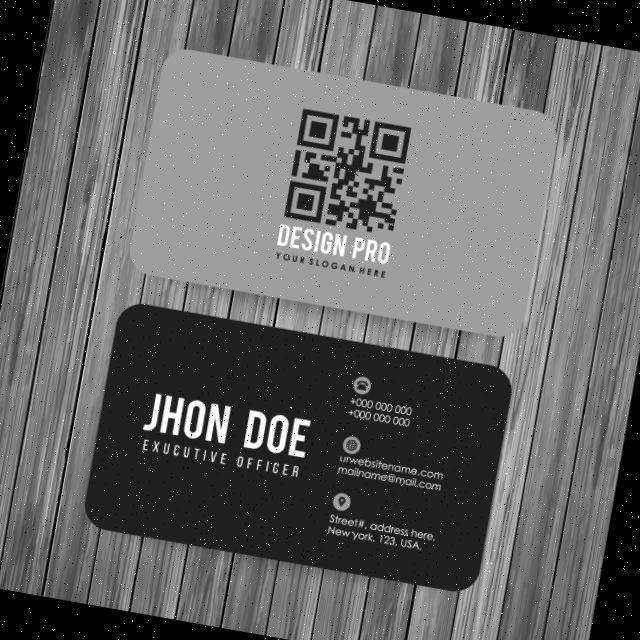 DESIGN PRO
YOUR SLOGAN HERE
JHON DOE
EXUCUTIVE OFFICER
+000 000 000
+000 000 000
urwebsitename.com
mailname@mail.com
Street#, address here,
New york, 123, USA,